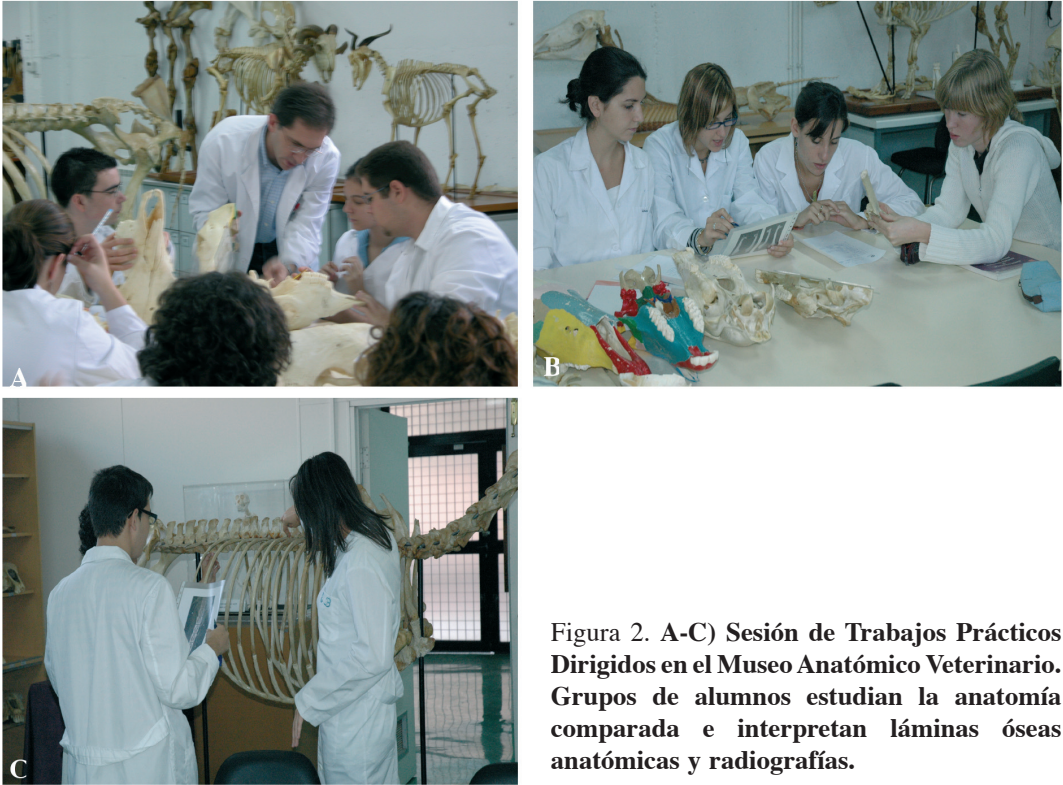 A
B
C
Figura 2. A-C) Sesión de Trabajos Prácticos
Dirigidos en el Museo Anatómico Veterinario.
Grupos de alumnos estudian la anatomía
comparada e interpretan láminas óseas
anatómicas y radiografías.